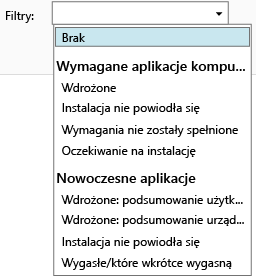 Filtry:
Brak
Wymagane aplikacje kompu...
Wdrożone
Instalacja nie powiodła się
Wymagania nie zostały spełnione
Oczekiwanie na instalację
Nowoczesne aplikacje
Wdrożone: podsumowanie użytk...
Wdrożone: podsumowanie urząd...
Instalacja nie powiodła się
Wygasłe/które wkrótce wygasną